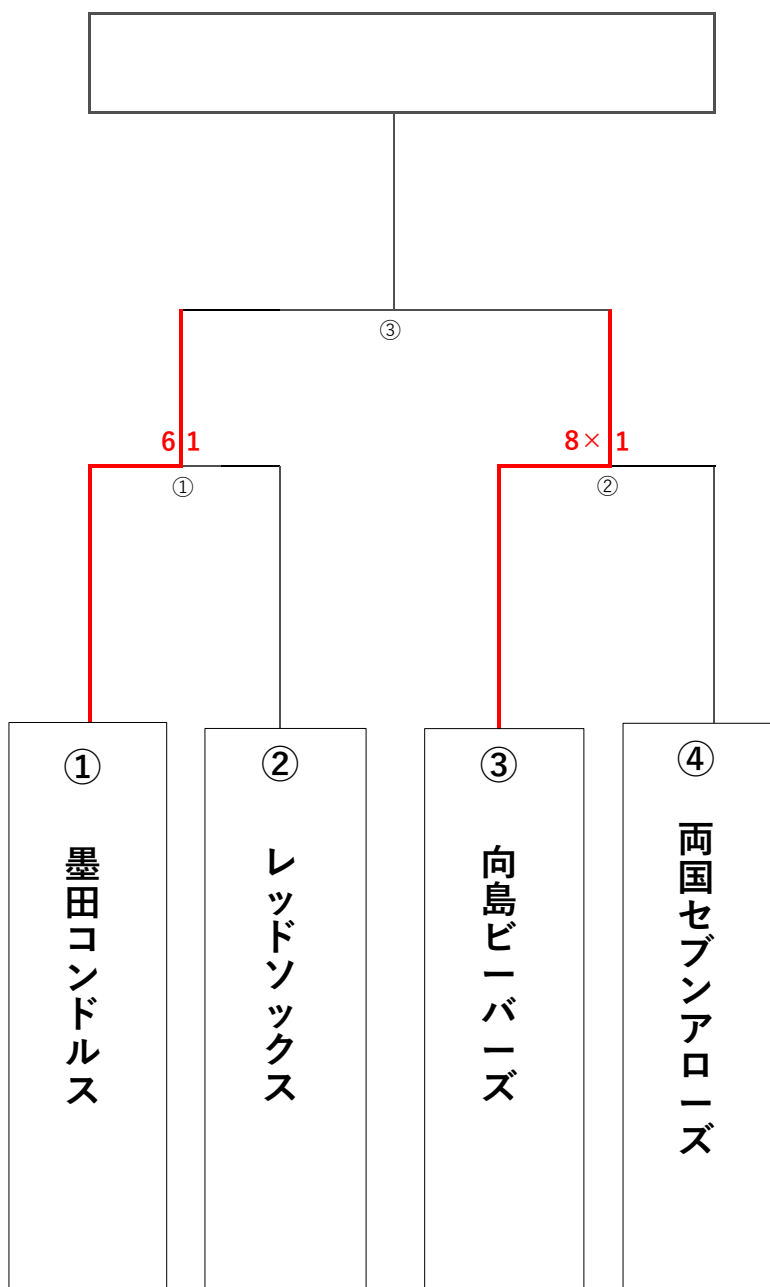 ③
6 1
8× 1
①
②
① 墨田コンドルス
② レッドソックス
③ 向島ビーバーズ
④ 両国セブンアローズ